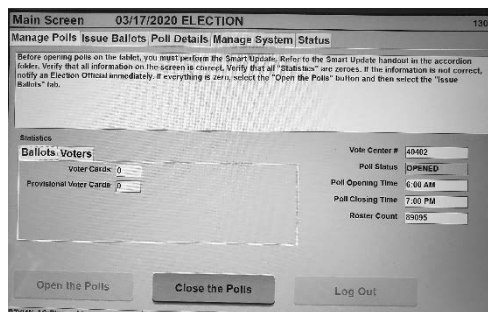 Main Screen 03/17/2020 ELECTION 130
Manage Polls Issue Ballots Poll Details Manage System Status
Before opening polls on the tablet, you must perform the Smart Update. Refer to the Smart Update handout in the accordion
folder. Verify that all information on the screen is correct. Verify that all "Statistics" are zeroes. If the information is not correct,
notify an Election Official immediately. If everything is zero, select the "Open the Polls" button and then select the "Issue
Ballots" tab.
Statistics
Ballots Voters
Voter Cards: 0
Provisional Voter Cards: 0
Vote Center # 40402
Poll Status OPENED
Poll Opening Time 6:00 AM
Poll Closing Time 7:00 PM
Roster Count 89095
Open the Polls Close the Polls Log Out